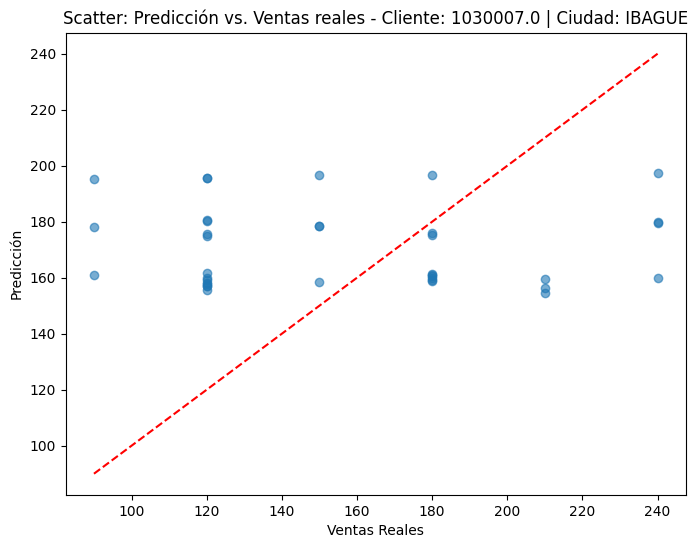 Scatter: Predicción vs. Ventas reales - Cliente: 1030007.0 | Ciudad: IBAGUE
240
220
200
180
160
140
120
100
Predicción
100 120 140 160 180 200 220 240
Ventas Reales